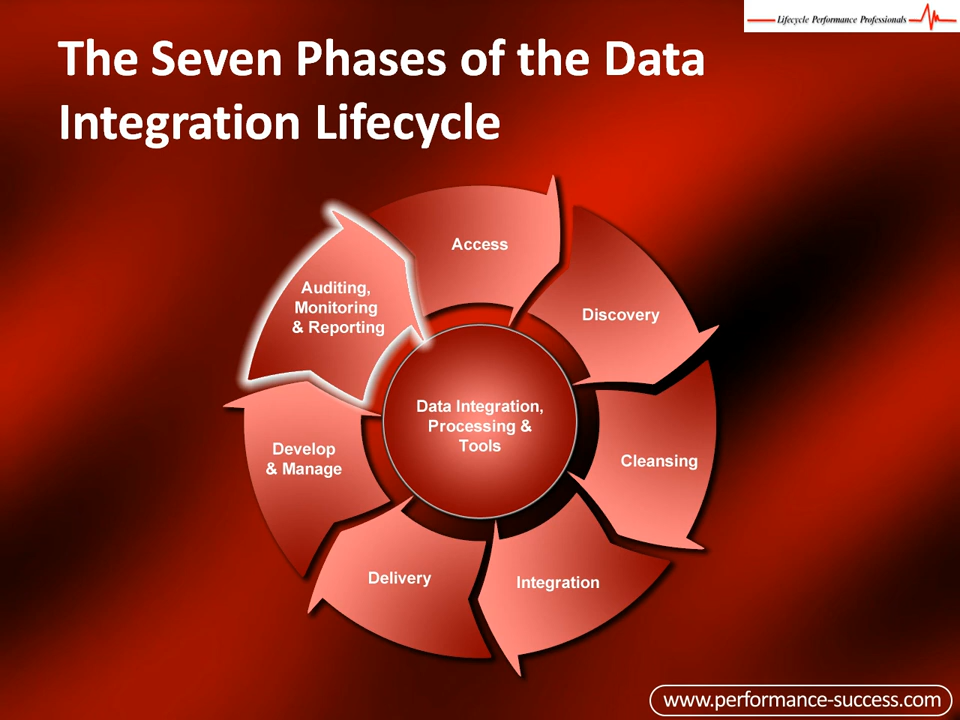 Lifecycle Performance Professionals
The Seven Phases of the Data
Integration Lifecycle
Access
Discovery
Cleansing
Integration
Delivery
Develop
& Manage
Auditing,
Monitoring
& Reporting
Data Integration,
Processing &
Tools
www.performance-success.com